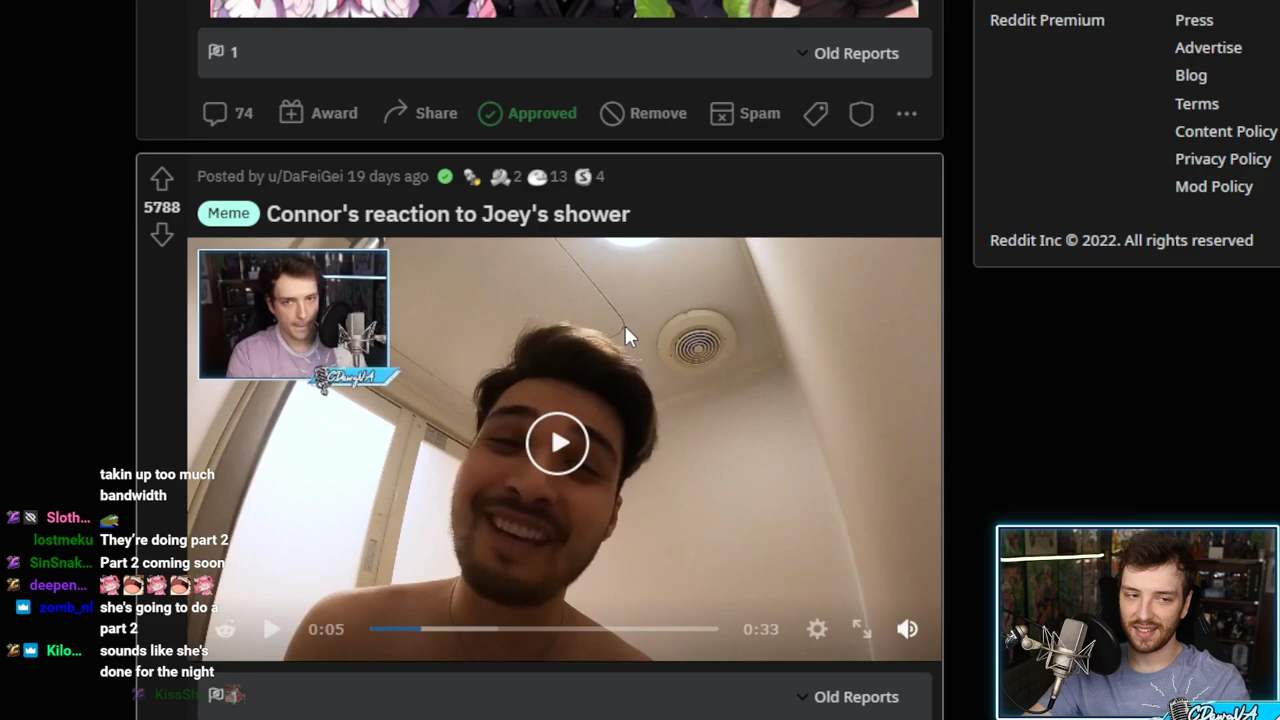 Reddit Premium
Press
Advertise
Blog
Terms
Content Policy
Privacy Policy
Mod Policy
Reddit Inc © 2022. All rights reserved
1
Old Reports
74 Award Share Approved Remove Spam
Posted by u/DaFeiGei 19 days ago 2 13 4
5788
Meme Connor's reaction to Joey's shower
CDawgVA
0:05 0:33
takin up too much
bandwidth
Sloth...
lostmeku They're doing part 2
SinSnak... Part 2 coming soon
deepen...
zomb_nl she's going to do a
part 2
Kilo... sounds like she's
done for the night
KissSh
Old Reports
CDawgVA